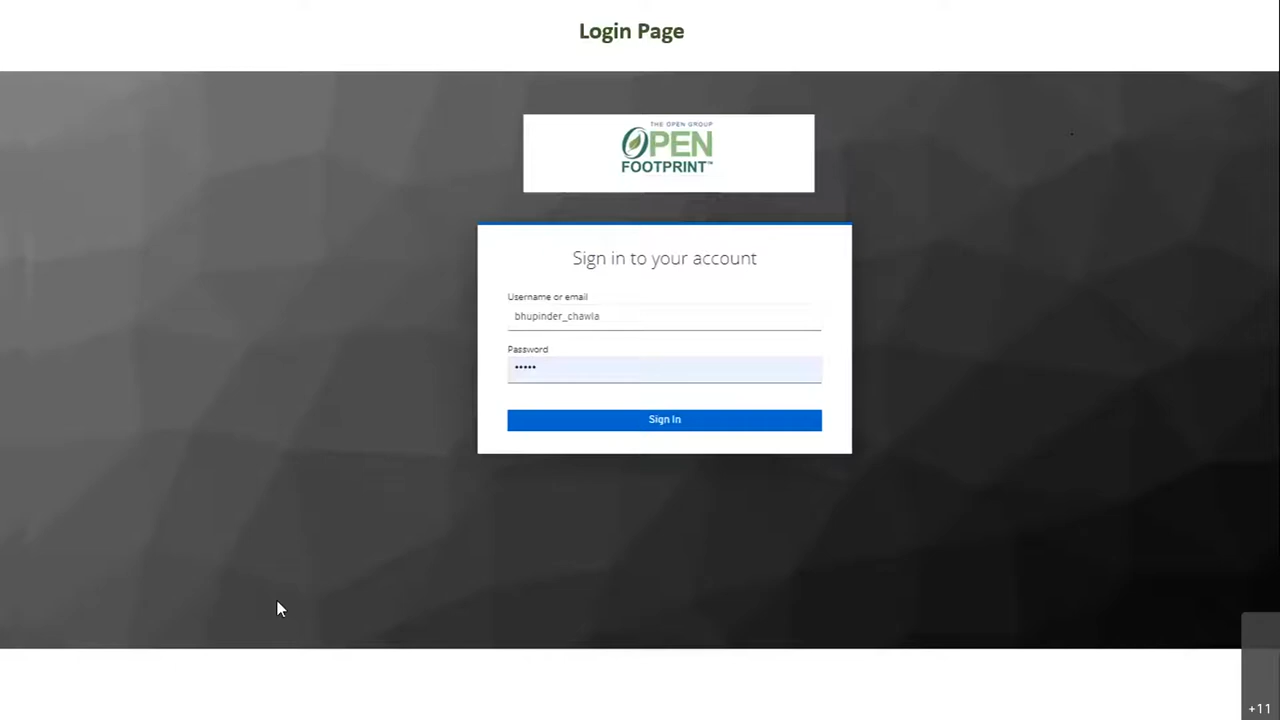 Login Page
THE OPEN GROUP
OPEN
FOOTPRINT™
Sign in to your account
Username or email
bhupinder_chawla
Password
•••••
Sign In
+11